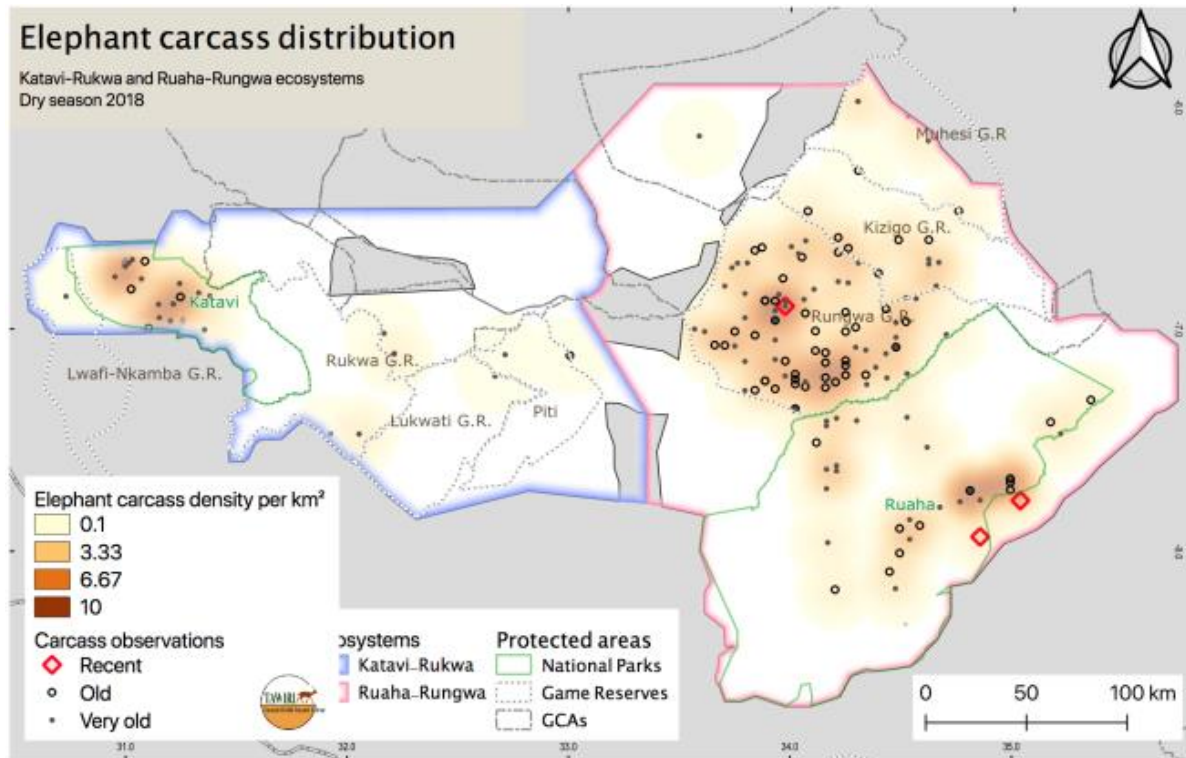 Elephant carcass distribution
Katavi-Rukwa and Ruaha-Rungwa ecosystems
Dry season 2018
Muhesi G.R
Kizigo G.R.
Katavi
Rungwa G.R.
Rukwa G.R.
Lwafi-Nkamba G.R.
Lukwati G.R.
Piti
Ruaha
Elephant carcass density per km²
0.1
3.33
6.67
10
Carcass observations
Recent
Old
Very old
TAWIRI
osystems
Katavi-Rukwa
Ruaha-Rungwa
Protected areas
National Parks
Game Reserves
GCAs
0 50 100 km
31.0 32.0 33.0 34.0 35.0
-7.0